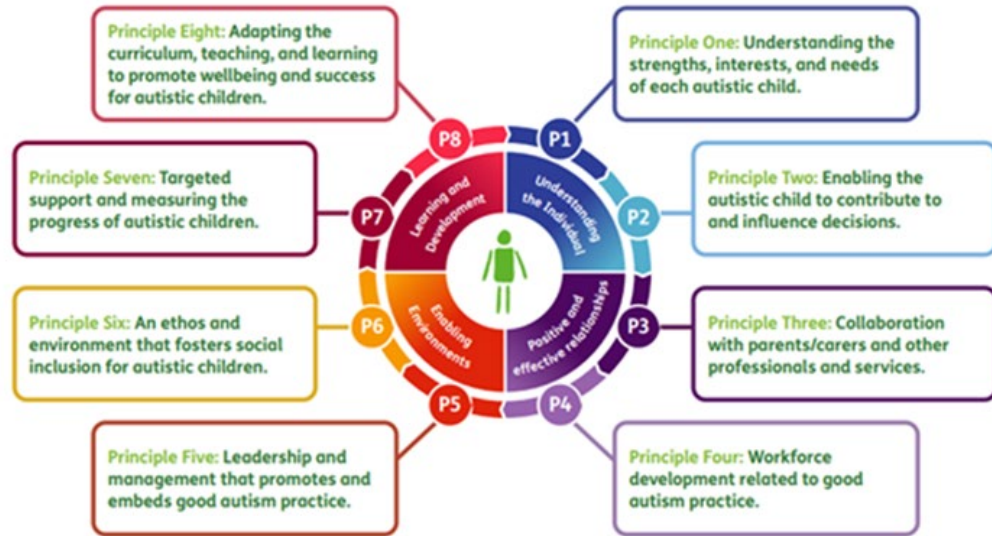 Principle Eight: Adapting the
curriculum, teaching, and learning
to promote wellbeing and success
for autistic children.
Principle One: Understanding the
strengths, interests, and needs
of each autistic child.
P8
P1
Principle Seven: Targeted
support and measuring the
progress of autistic children.
Principle Two: Enabling the
autistic child to contribute to
and influence decisions.
P7
P2
Learning and
Development
Understanding
the Individual
Enabling
Environments
Positive and
effective relationships
P6
P3
Principle Six: An ethos and
environment that fosters social
inclusion for autistic children.
Principle Three: Collaboration
with parents/carers and other
professionals and services.
P5
P4
Principle Five: Leadership and
management that promotes and
embeds good autism practice.
Principle Four: Workforce
development related to good
autism practice.